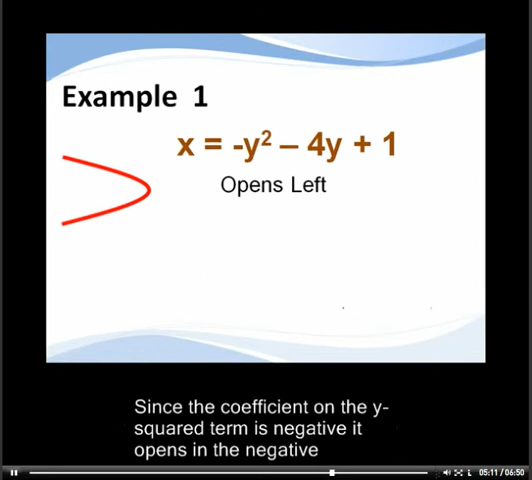 Example 1
x = -y² – 4y + 1
Opens Left
Since the coefficient on the y-
squared term is negative it
opens in the negative
05:11 / 06:50